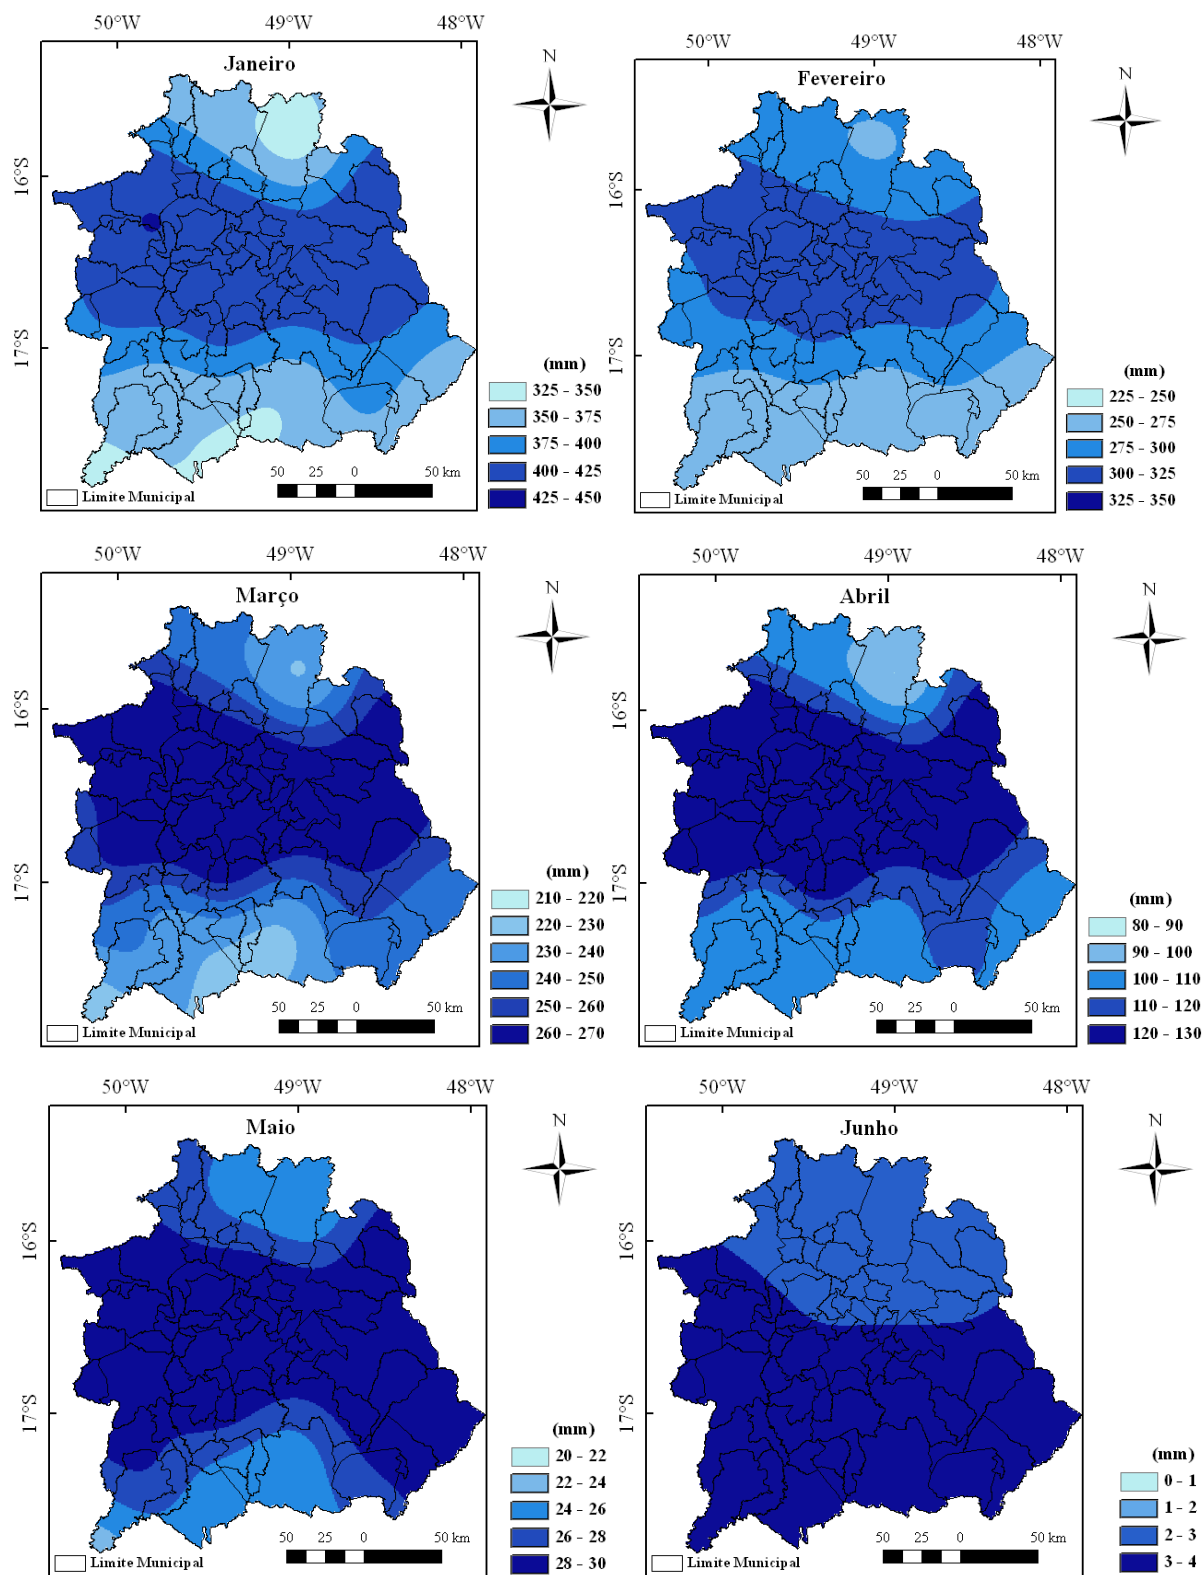 50°W 49°W 48°W
Janeiro
N
16°S
17°S
(mm)
325 - 350
350 - 375
375 - 400
400 - 425
425 - 450
50 25 0 50 km
Limite Municipal
50°W 49°W 48°W
Fevereiro
N
16°S
17°S
(mm)
225 - 250
250 - 275
275 - 300
300 - 325
325 - 350
50 25 0 50 km
Limite Municipal
50°W 49°W 48°W
Março
N
16°S
17°S
(mm)
210 - 220
220 - 230
230 - 240
240 - 250
250 - 260
260 - 270
50 25 0 50 km
Limite Municipal
50°W 49°W 48°W
Abril
N
16°S
17°S
(mm)
80 - 90
90 - 100
100 - 110
110 - 120
120 - 130
50 25 0 50 km
Limite Municipal
50°W 49°W 48°W
Maio
N
16°S
17°S
(mm)
20 - 22
22 - 24
24 - 26
26 - 28
28 - 30
50 25 0 50 km
Limite Municipal
50°W 49°W 48°W
Junho
N
16°S
17°S
(mm)
0 - 1
1 - 2
2 - 3
3 - 4
50 25 0 50 km
Limite Municipal